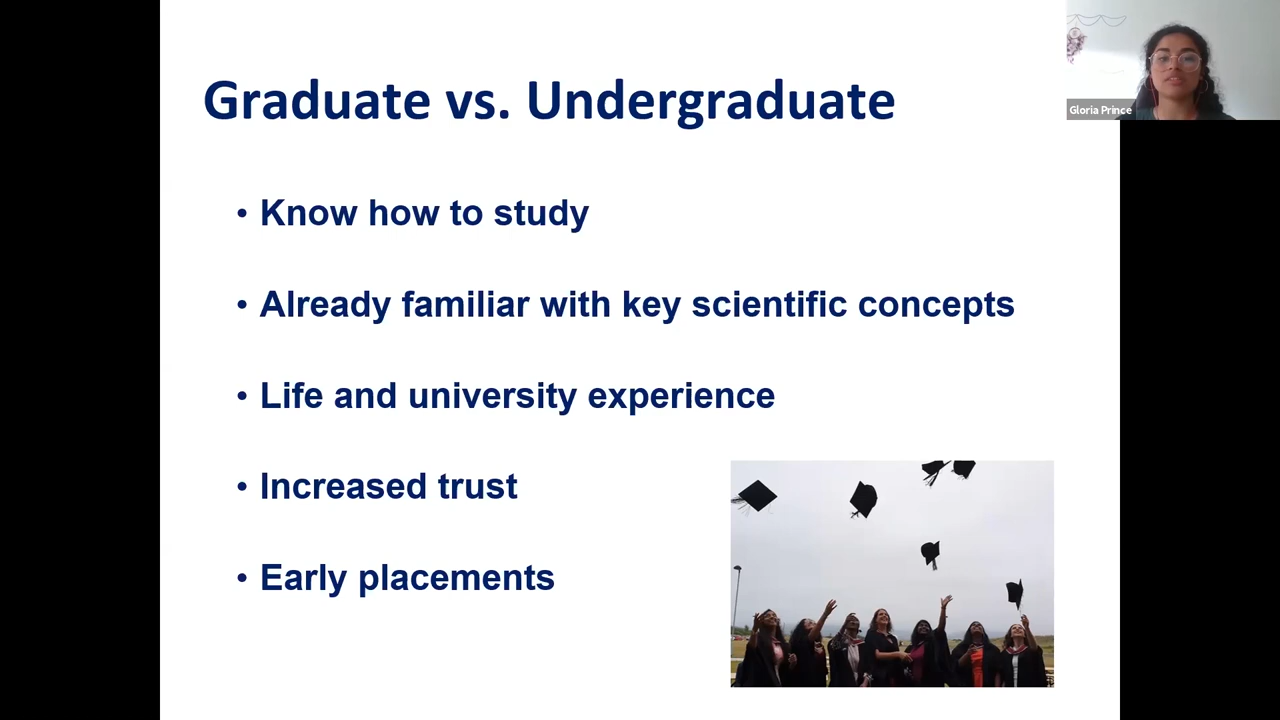 Graduate vs. Undergraduate
Gloria Prince
• Know how to study
• Already familiar with key scientific concepts
• Life and university experience
• Increased trust
• Early placements